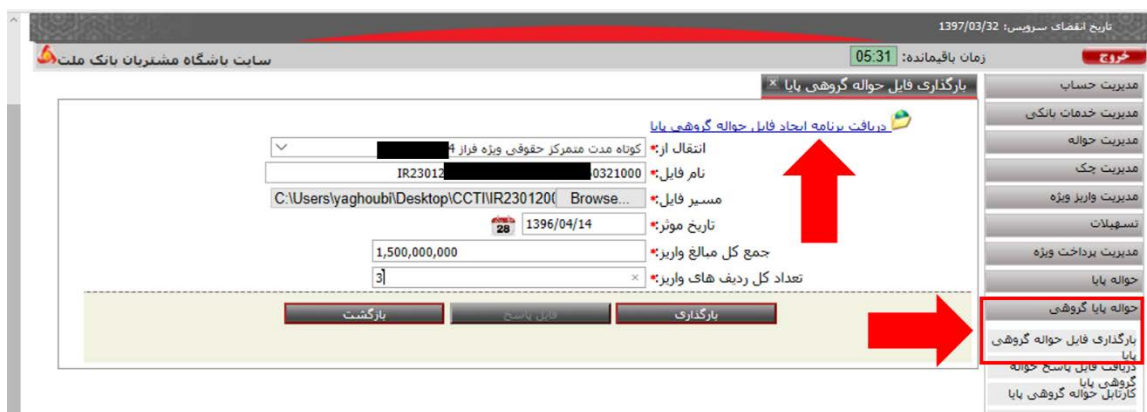 تاریخ انقضای سرویس: 1397/03/32
خروج
زمان باقیمانده: 05:31
سایت باشگاه مشتریان بانک ملت
بارگذاری فایل حواله گروهی پایا
دریافت برنامه ایجاد فایل حواله گروهی پایا
انتقال از:* کوتاه مدت متمرکز حقوقی ویژه فراز 4
نام فایل:* IR23012 0321000
مسیر فایل:* C:\Users\yaghoubi\Desktop\CCTI\IR2301200 Browse...
تاریخ موثر:* 1396/04/14 28
جمع کل مبالغ واریز:* 1,500,000,000
تعداد کل ردیف های واریز:* 3
بارگذاری
فایل پاسخ
بازگشت
مدیریت حساب
مدیریت خدمات بانکی
مدیریت حواله
مدیریت چک
مدیریت واریز ویژه
تسهیلات
مدیریت پرداخت ویژه
حواله پایا
حواله پایا گروهی
بارگذاری فایل حواله گروهی
پایا
دریافت فایل پاسخ حواله
گروهی پایا
کارتابل حواله گروهی پایا